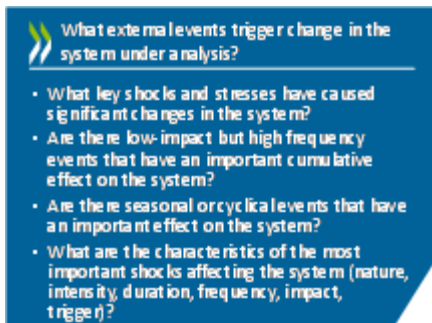 What external events trigger change in the
system under analysis?
• What key shocks and stresses have caused
significant changes in the system?
• Are there low-impact but high frequency
events that have an important cumulative
effect on the system?
• Are there seasonal or cyclical events that have
an important effect on the system?
• What are the characteristics of the most
important shocks affecting the system (nature,
intensity, duration, frequency, impact,
trigger)?